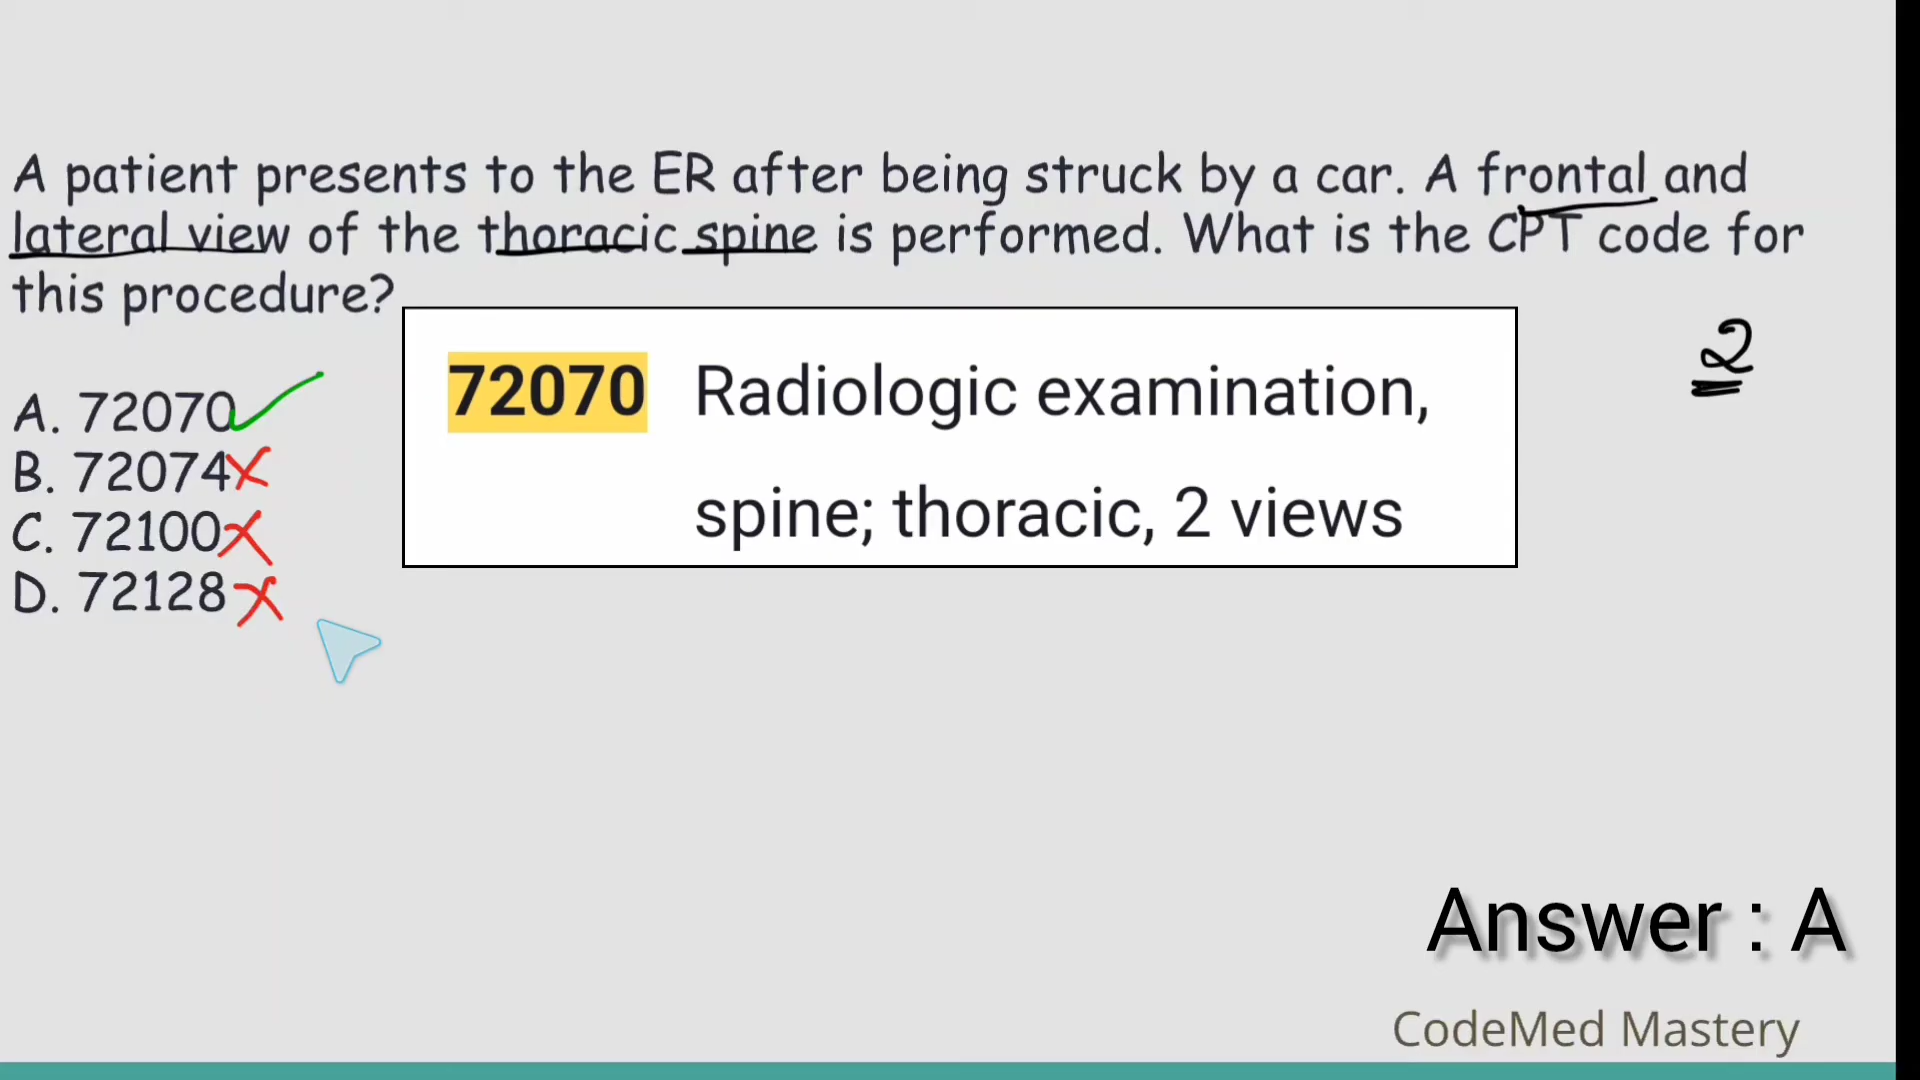 A patient presents to the ER after being struck by a car. A frontal and
lateral view of the thoracic spine is performed. What is the CPT code for
this procedure?
2
A. 72070
B. 72074
C. 72100
D. 72128
72070 Radiologic examination,
spine; thoracic, 2 views
Answer : A
CodeMed Mastery